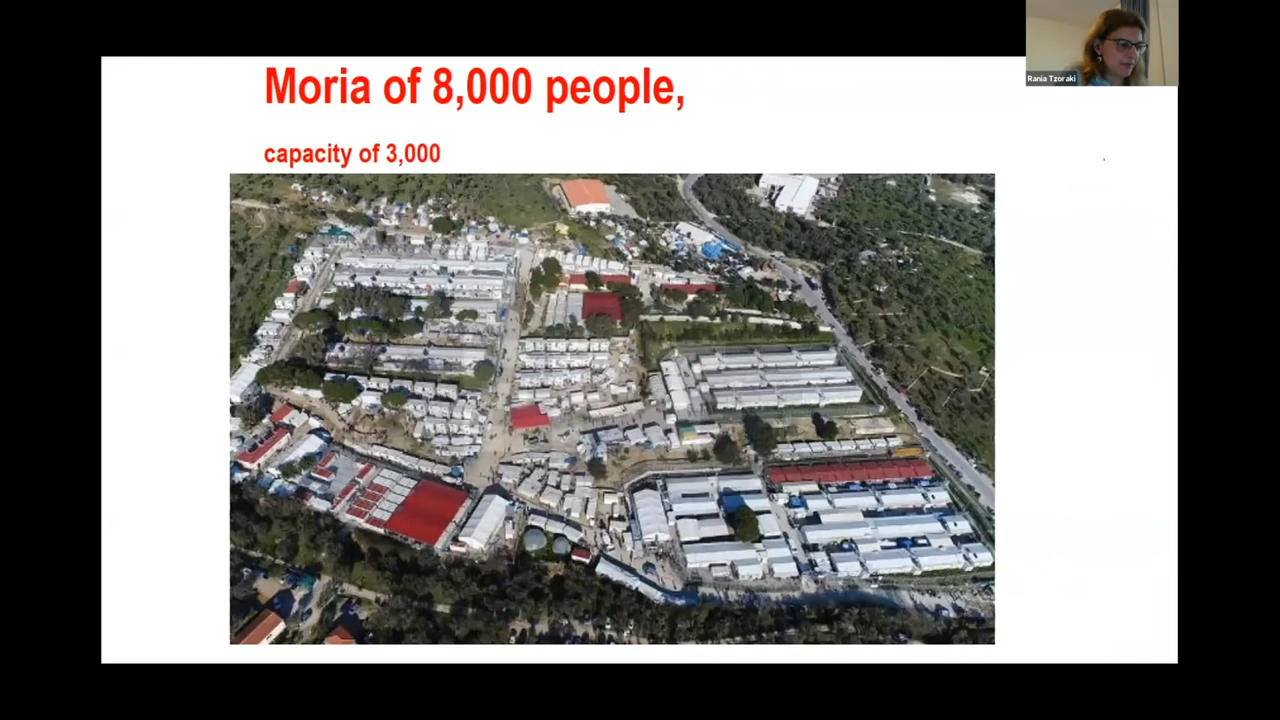 Moria of 8,000 people,
capacity of 3,000
Rania Tzoraki